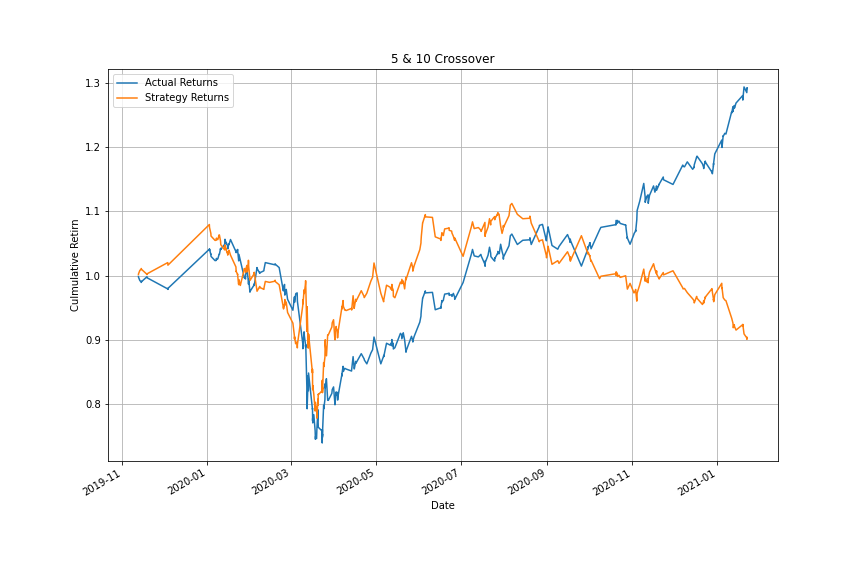 5 & 10 Crossover
Actual Returns
Strategy Returns
1.3
1.2
1.1
1.0
0.9
0.8
Culmulative Retirn
2019-11
2020-01
2020-03
2020-05
2020-07
2020-09
2020-11
2021-01
Date